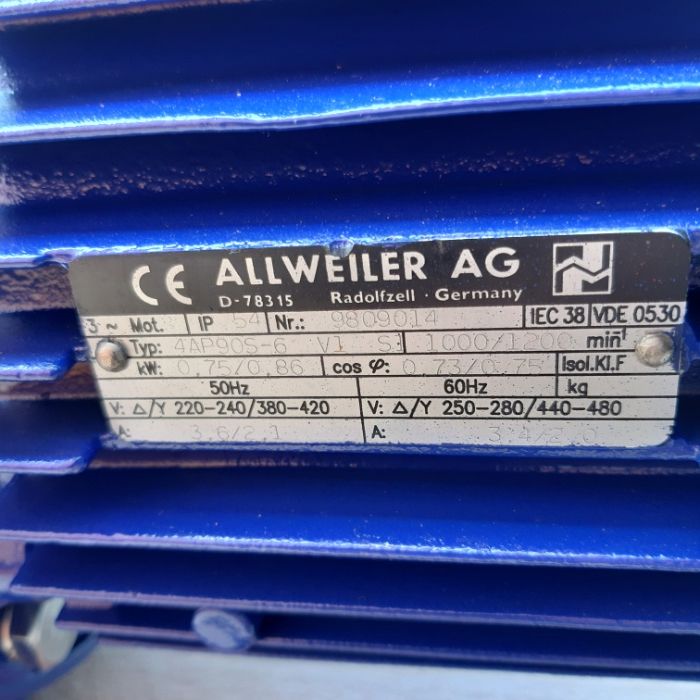 CE ALLWEILER AG
D-78315 Radolfzell · Germany
3 ~ Mot. IP 54 Nr.: 9809014 IEC 38 VDE 0530
Typ: 4AP90S-6 V1 S1 1000/1200 min¹
kW: 0,75/0,86 cos φ: 0,73/0,75 Isol.Kl.F
50Hz 60Hz kg
V: Δ/Y 220-240/380-420 V: Δ/Y 250-280/440-480
A: 3,6/2,1 A: 3,4/2,0